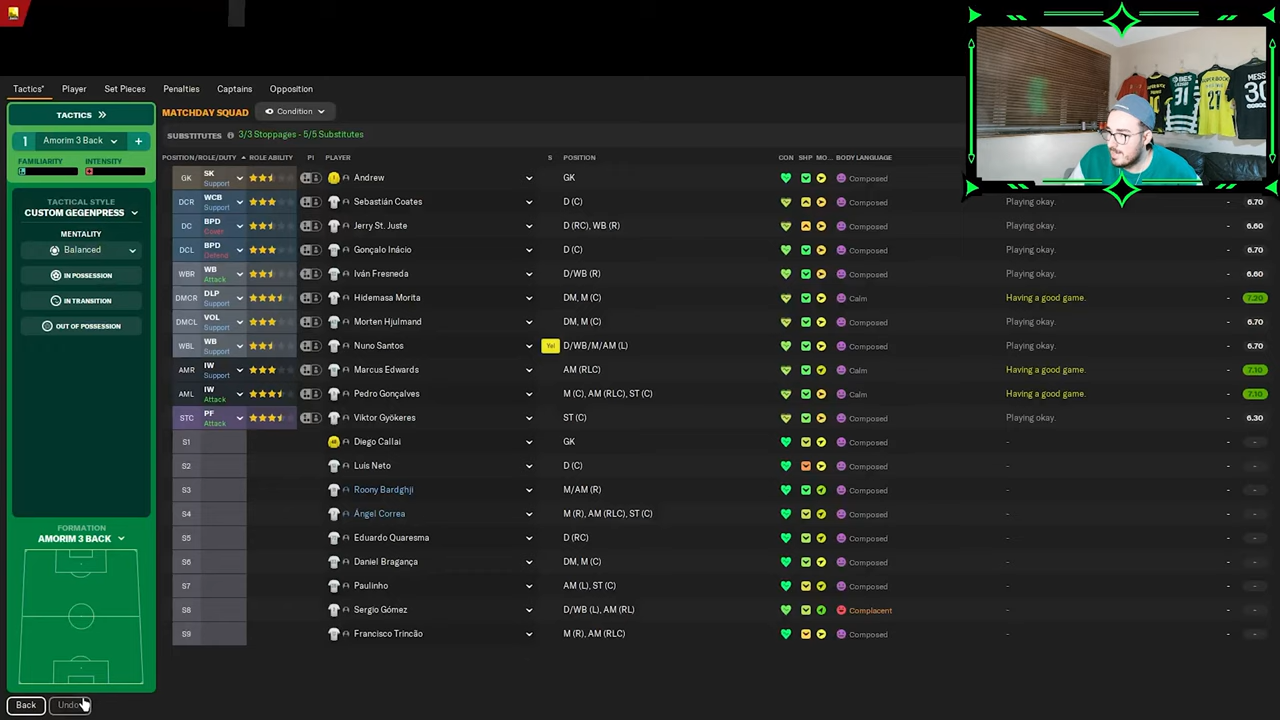 Tactics* Player Set Pieces Penalties Captains Opposition
TACTICS
1 Amorim 3 Back +
FAMILIARITY INTENSITY
TACTICAL STYLE
CUSTOM GEGENPRESS
MENTALITY
Balanced
IN POSSESSION
IN TRANSITION
OUT OF POSSESSION
FORMATION
AMORIM 3 BACK
Back Undo
MATCHDAY SQUAD Condition
SUBSTITUTES 3/3 Stoppages - 5/5 Substitutes
POSITION/ROLE/DUTY ROLE ABILITY PI PLAYER S POSITION CON SHP MO... BODY LANGUAGE
GK SK Support Andrew GK Composed
DCR WCB Support Sebastián Coates D (C) Composed Playing okay. - 6.70
DC BPD Cover Jerry St. Juste D (RC), WB (R) Composed Playing okay. - 6.60
DCL BPD Defend Gonçalo Inácio D (C) Composed Playing okay. - 6.70
WBR WB Attack Iván Fresneda D/WB (R) Composed Playing okay. - 6.60
DMCR DLP Support Hidemasa Morita DM, M (C) Calm Having a good game. - 7.20
DMCL VOL Support Morten Hjulmand DM, M (C) Composed Playing okay. - 6.70
WBL WB Support Nuno Santos Yel D/WB/M/AM (L) Composed Playing okay. - 6.70
AMR IW Support Marcus Edwards AM (RLC) Calm Having a good game. - 7.10
AML IW Attack Pedro Gonçalves M (C), AM (RLC), ST (C) Calm Having a good game. - 7.10
STC PF Attack Viktor Gyökeres ST (C) Composed Playing okay. - 6.30
S1 Diego Callai GK Composed - - -
S2 Luís Neto D (C) Composed - - -
S3 Roony Bardghji M/AM (R) Composed - - -
S4 Ángel Correa M (R), AM (RLC), ST (C) Composed - - -
S5 Eduardo Quaresma D (RC) Composed - - -
S6 Daniel Bragança DM, M (C) Composed - - -
S7 Paulinho AM (L), ST (C) Composed - - -
S8 Sergio Gómez D/WB (L), AM (RL) Complacent - - -
S9 Francisco Trincão M (R), AM (RLC) Composed - - -
SUPER BOCK
BIES
31
SUPER BOCK
21
MESSI
30